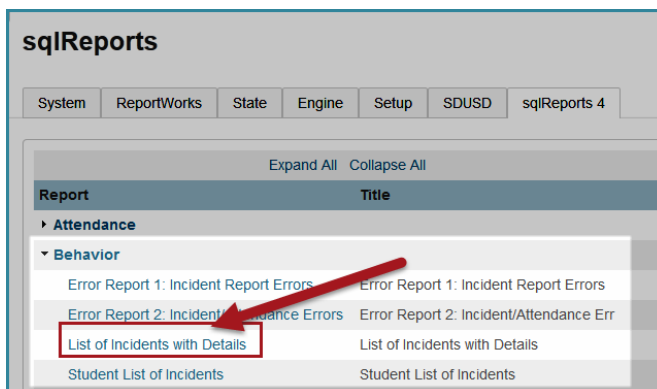 sqlReports
System ReportWorks State Engine Setup SDUSD sqlReports 4
Expand All Collapse All
Report Title
Attendance
Behavior
Error Report 1: Incident Report Errors Error Report 1: Incident Report Errors
Error Report 2: Incident/Attendance Errors Error Report 2: Incident/Attendance Err
List of Incidents with Details List of Incidents with Details
Student List of Incidents Student List of Incidents